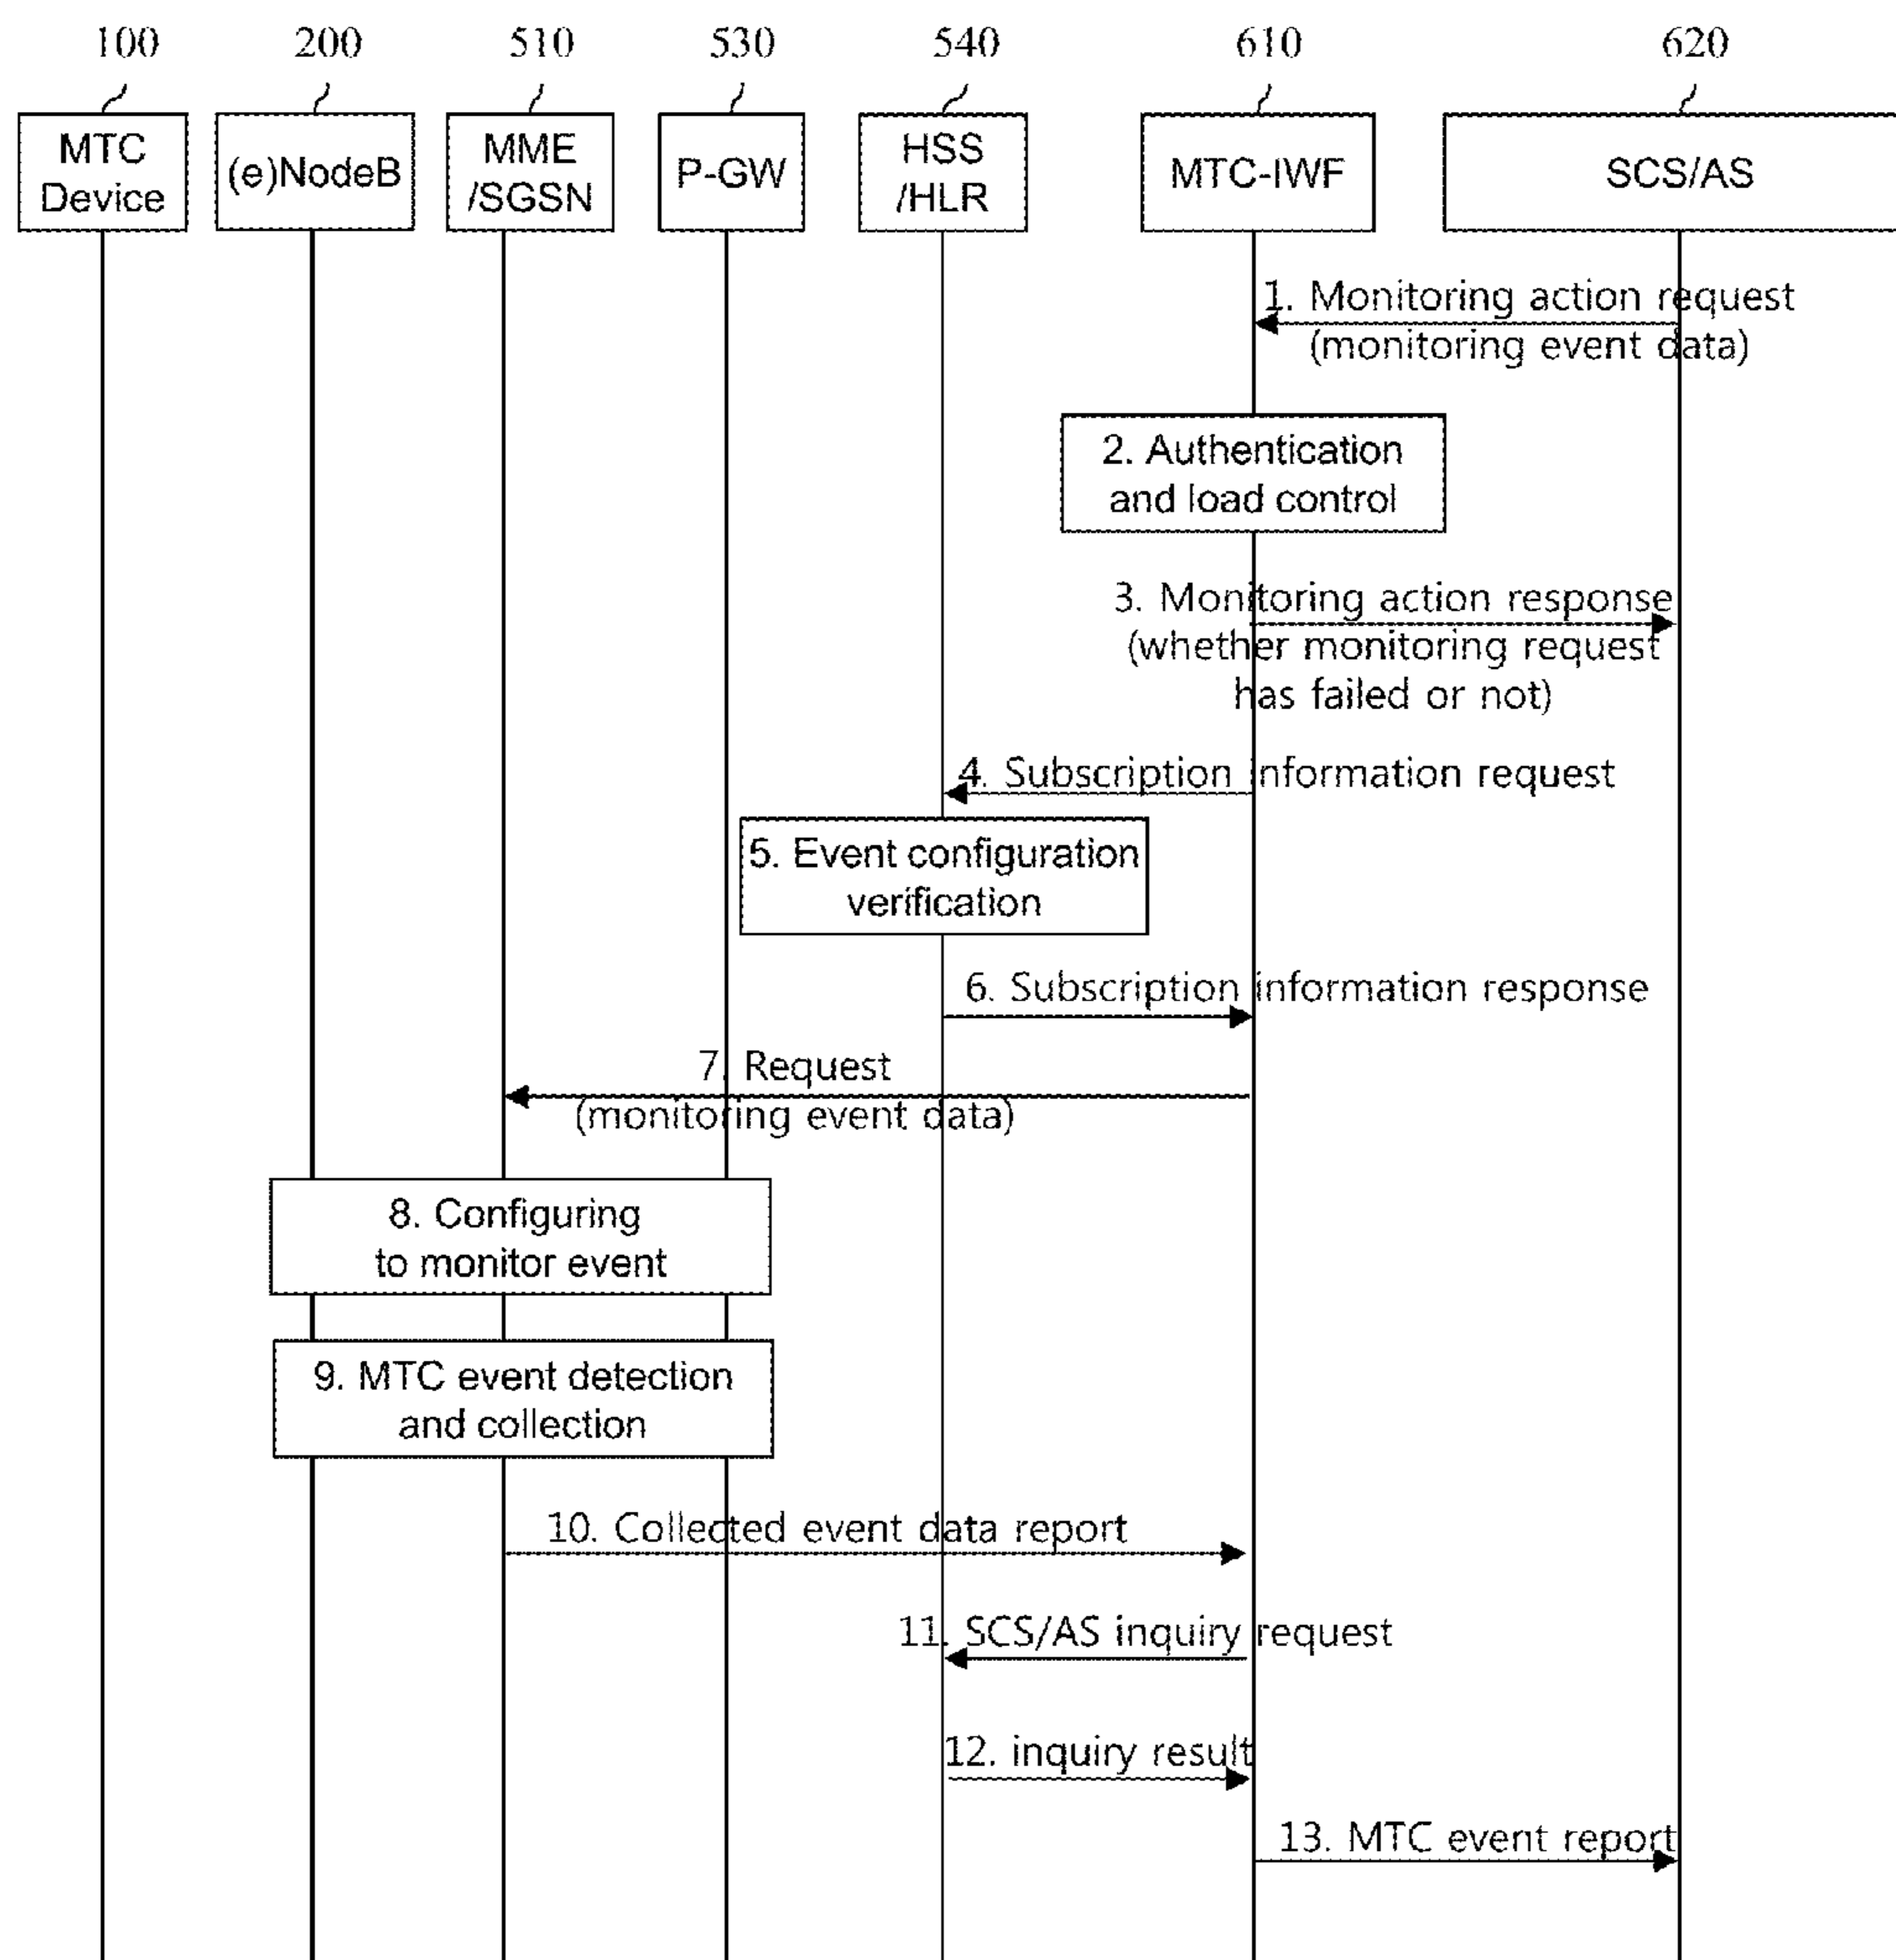 100 200 510 530 540 610 620
MTC
Device
(e)NodeB
MME
/SGSN
P-GW
HSS
/HLR
MTC-IWF
SCS/AS
1. Monitoring action request
(monitoring event data)
2. Authentication
and load control
3. Monitoring action response
(whether monitoring request
has failed or not)
4. Subscription information request
5. Event configuration
verification
6. Subscription information response
7. Request
(monitoring event data)
8. Configuring
to monitor event
9. MTC event detection
and collection
10. Collected event data report
11. SCS/AS inquiry request
12. inquiry result
13. MTC event report